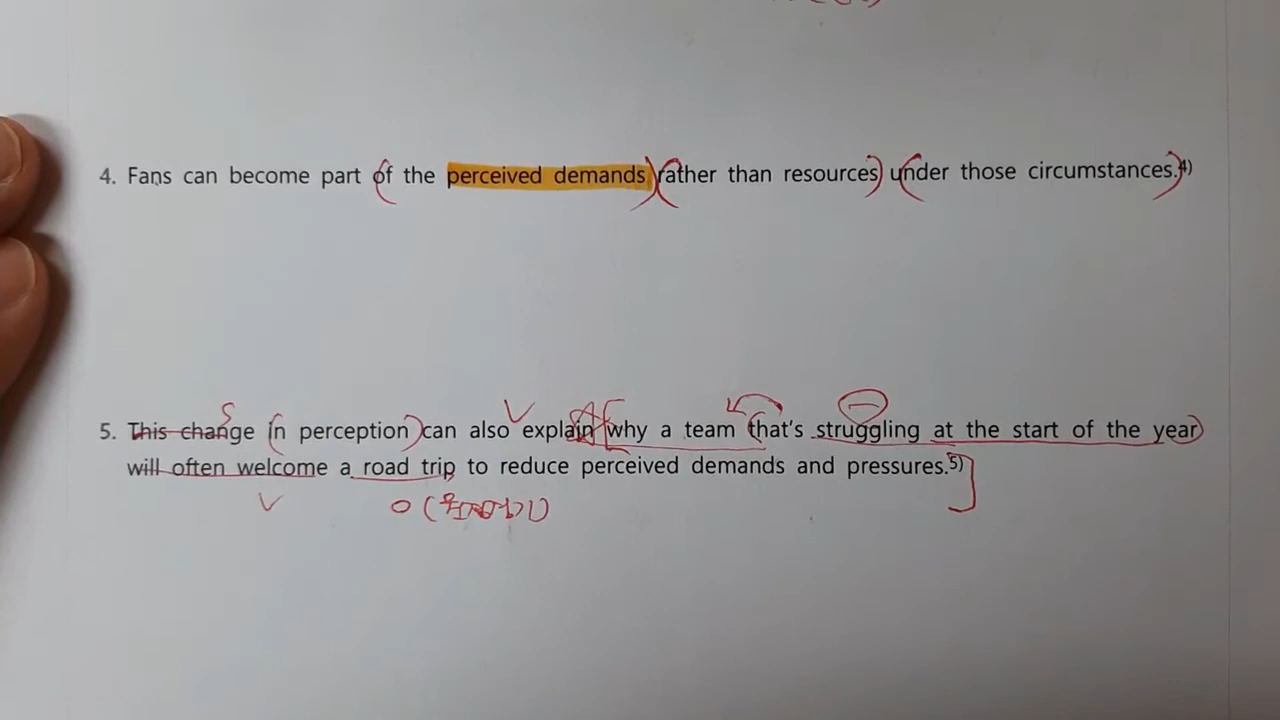 4. Fans can become part of the perceived demands rather than resources under those circumstances.4)
S
V
5. This change in perception can also explain why a team that's struggling at the start of the year
will often welcome a road trip to reduce perceived demands and pressures.5)
V
O